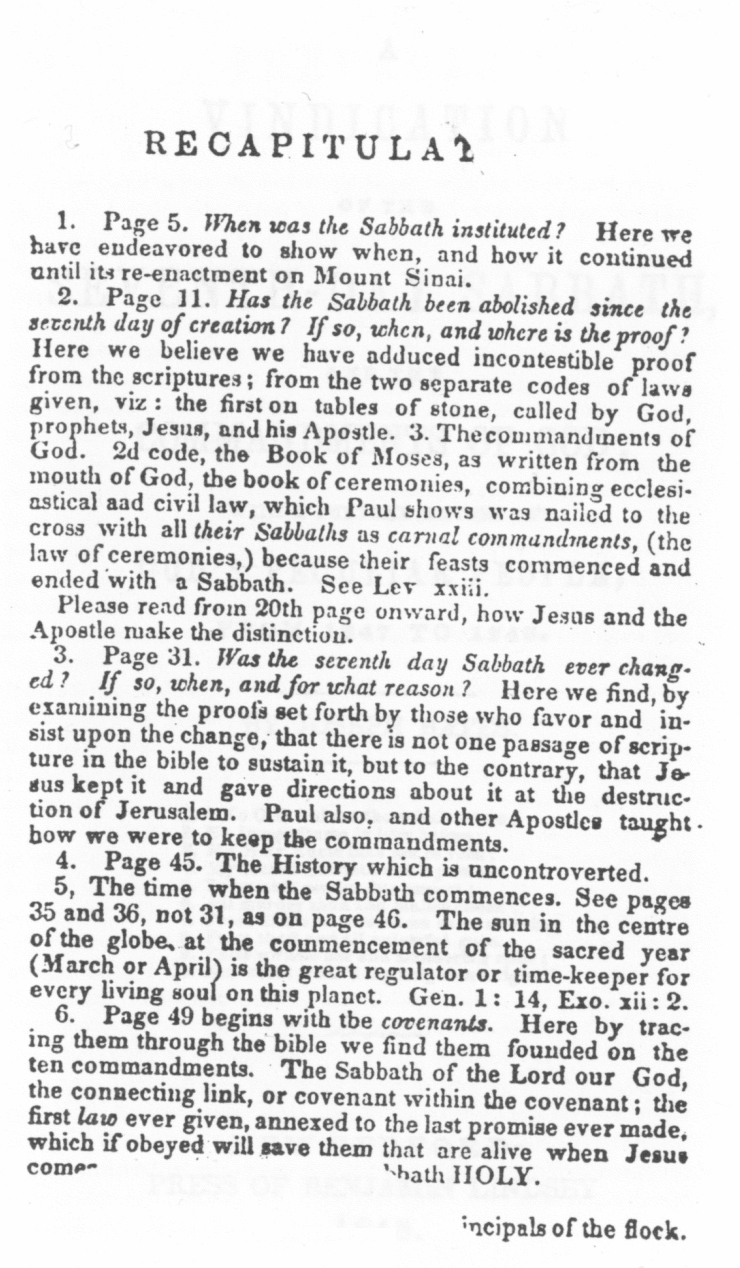 RECAPITULA
1. Page 5. When was the Sabbath instituted? Here we
have endeavored to show when, and how it continued
until its re-enactment on Mount Sinai.
2. Page 11. Has the Sabbath been abolished since the
seventh day of creation? If so, when, and where is the proof?
Here we believe we have adduced incontestible proof
from the scriptures; from the two separate codes of laws
given, viz: the first on tables of stone, called by God,
prophets, Jesus, and his Apostle. 3. The commandments of
God. 2d code, the Book of Moses, as written from the
mouth of God, the book of ceremonies, combining ecclesi-
astical aad civil law, which Paul shows was nailed to the
cross with all their Sabbaths as carnal commandments, (the
law of ceremonies,) because their feasts commenced and
ended with a Sabbath. See Lev xxiii.
Please read from 20th page onward, how Jesus and the
Apostle make the distinction.
3. Page 31. Was the seventh day Sabbath ever chang-
ed? If so, when, and for what reason? Here we find, by
examining the proofs set forth by those who favor and in-
sist upon the change, that there is not one passage of scrip-
ture in the bible to sustain it, but to the contrary, that Je-
sus kept it and gave directions about it at the destruc-
tion of Jerusalem. Paul also, and other Apostles taught
how we were to keep the commandments.
4. Page 45. The History which is uncontroverted.
5, The time when the Sabbath commences. See pages
35 and 36, not 31, as on page 46. The sun in the centre
of the globe, at the commencement of the sacred year
(March or April) is the great regulator or time-keeper for
every living soul on this planet. Gen. 1: 14, Exo. xii: 2.
6. Page 49 begins with tbe covenants. Here by trac-
ing them through the bible we find them founded on the
ten commandments. The Sabbath of the Lord our God,
the connecting link, or covenant within the covenant; the
first law ever given, annexed to the last promise ever made,
which if obeyed will save them that are alive when Jesus
come bath HOLY.
incipals of the flock.